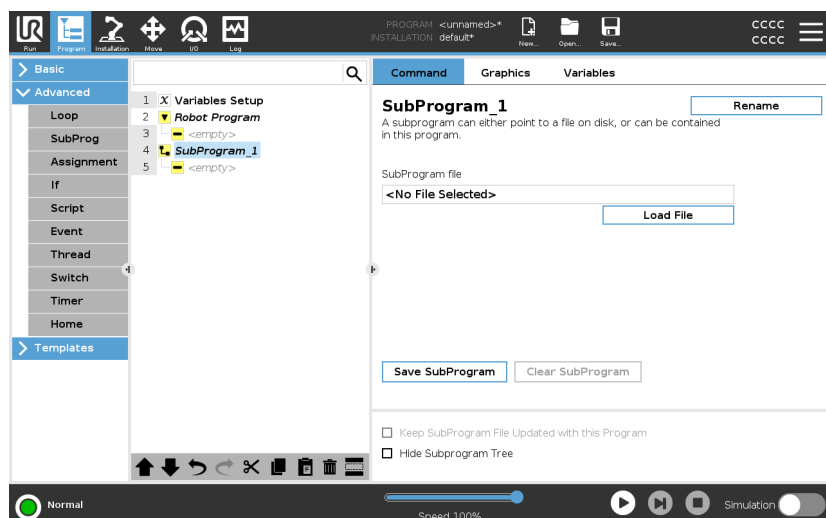 PROGRAM <unnamed>*
INSTALLATION default*
CCCC
CCCC
Run
Program
Installation
Move
I/O
Log
New...
Open...
Save...
Basic
Advanced
Loop
SubProg
Assignment
If
Script
Event
Thread
Switch
Timer
Home
Templates
1 X Variables Setup
2 Robot Program
3 <empty>
4 SubProgram_1
5 <empty>
Command Graphics Variables
SubProgram_1
Rename
A subprogram can either point to a file on disk, or can be contained
in this program.
SubProgram file
<No File Selected>
Load File
Save SubProgram
Clear SubProgram
Keep SubProgram File Updated with this Program
Hide Subprogram Tree
Normal
Speed 100%
Simulation